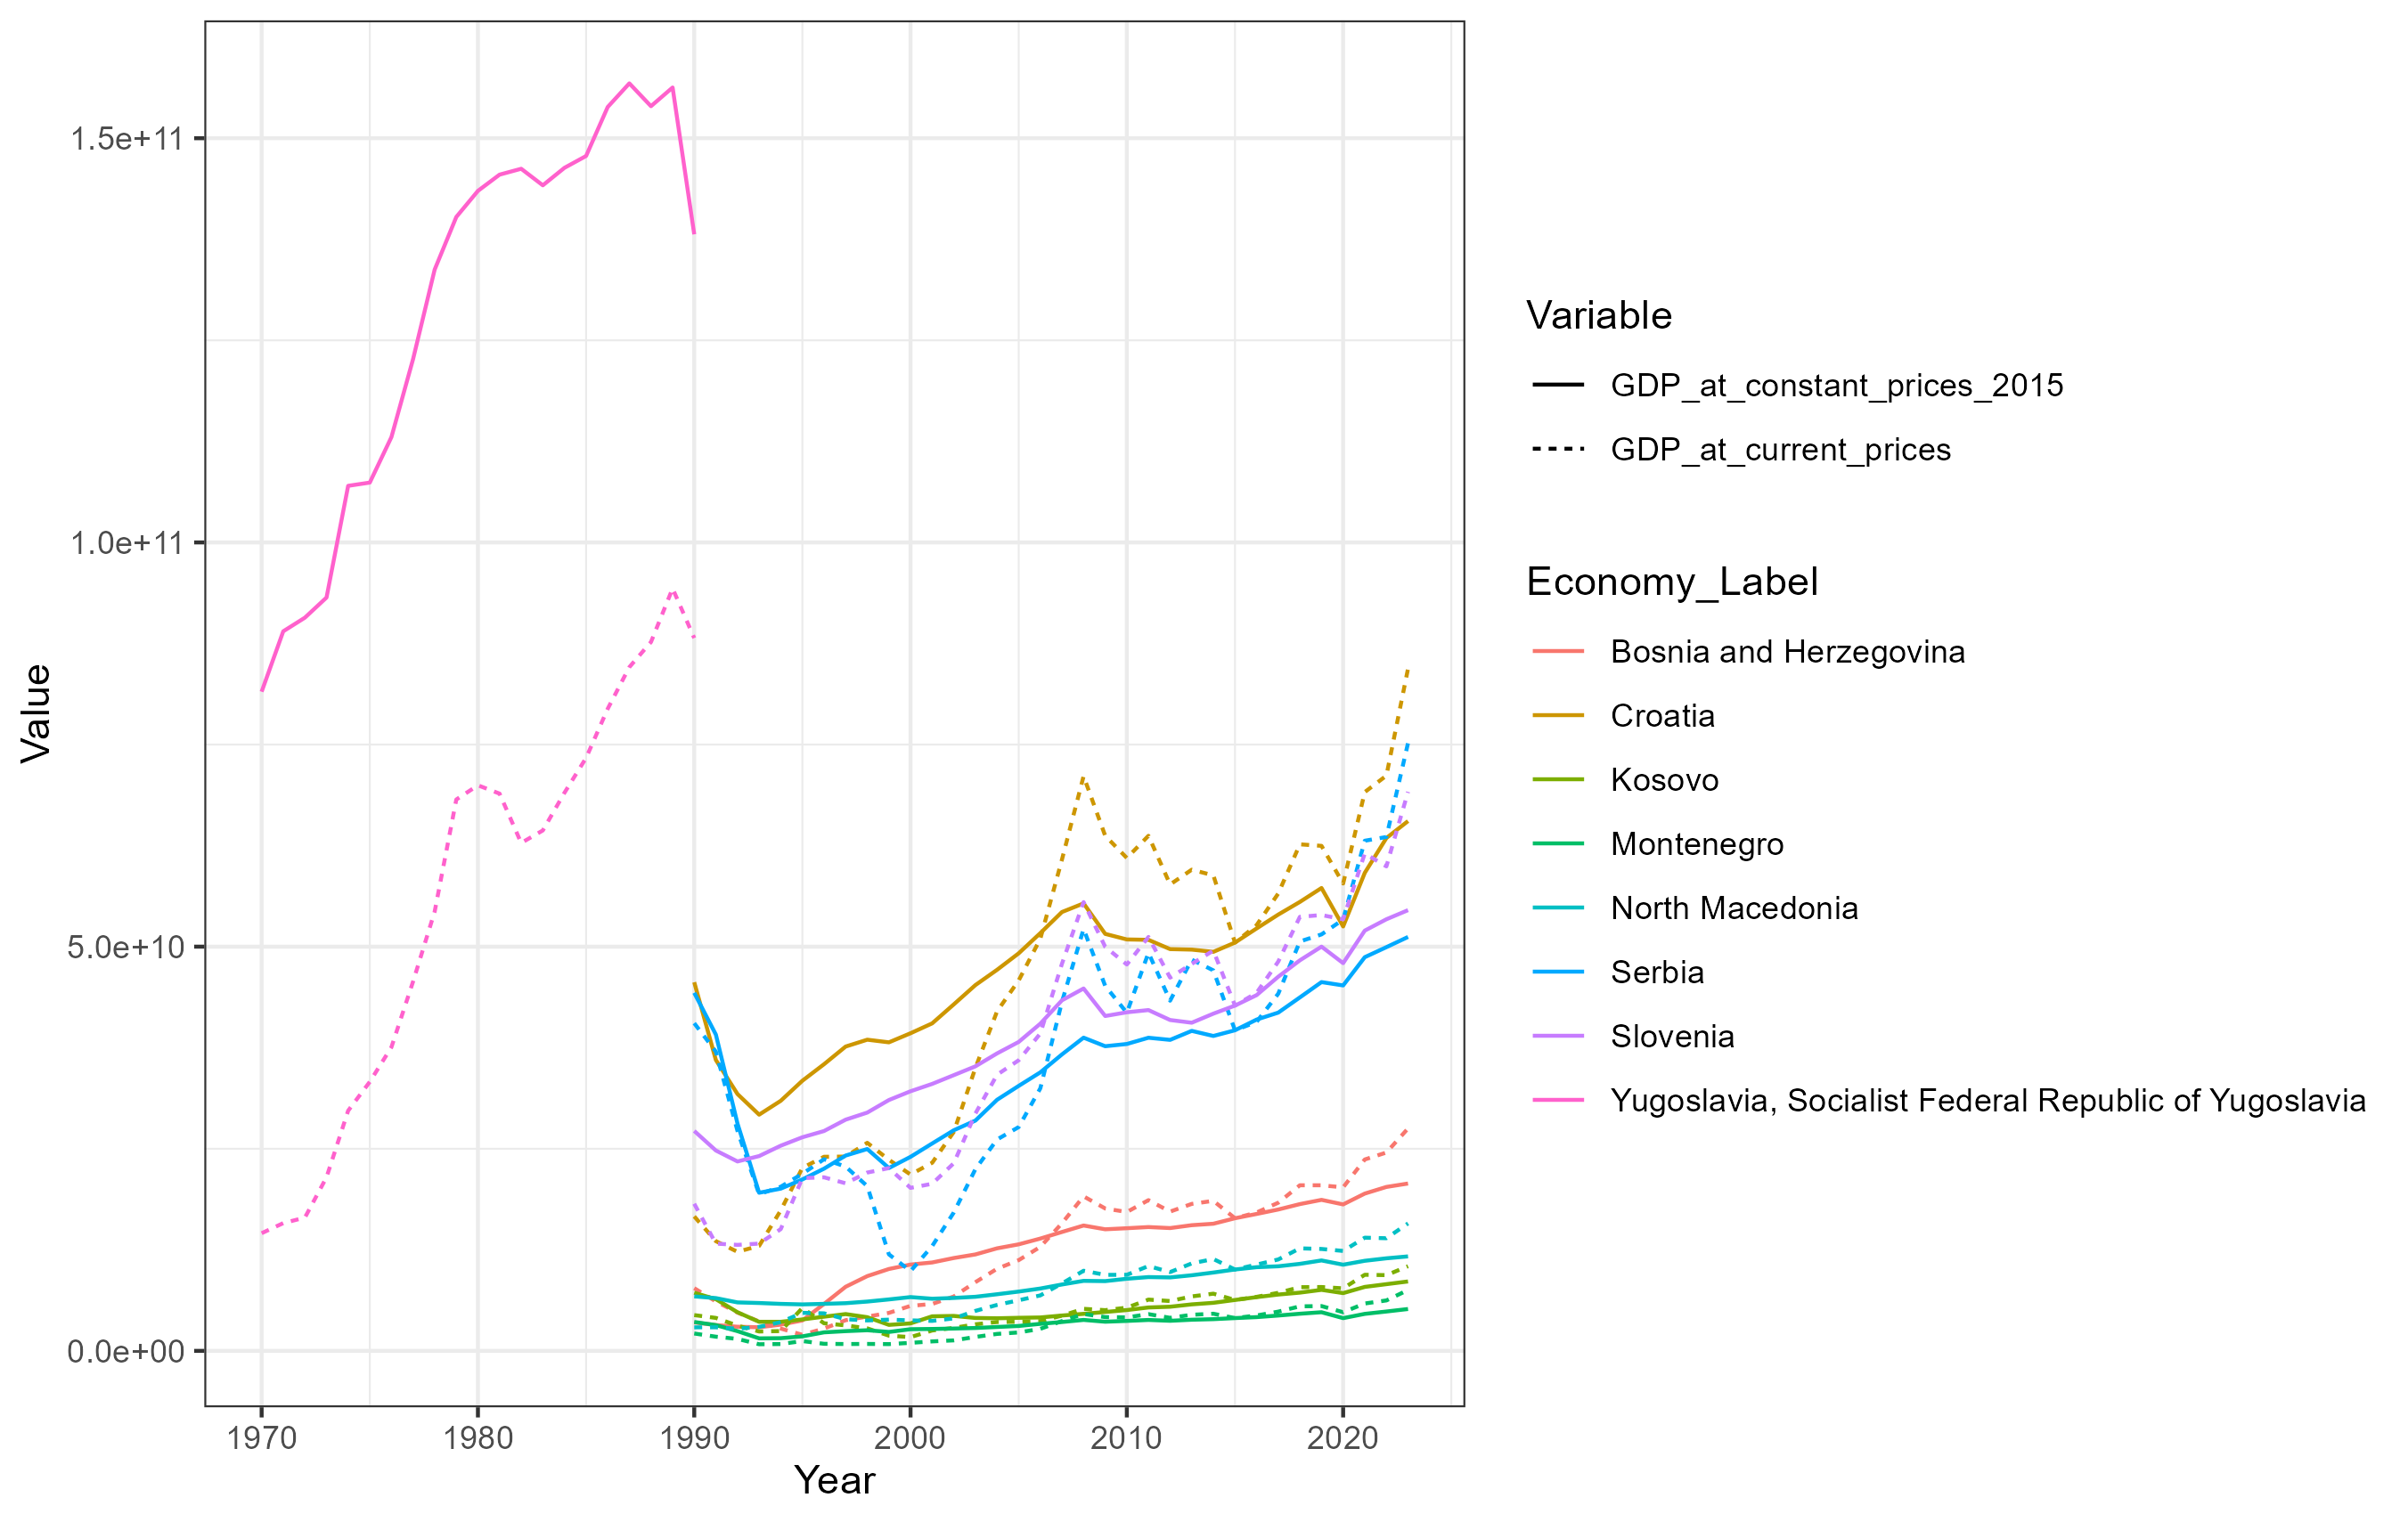 1.5e+11
1.0e+11
5.0e+10
0.0e+00
Value
1970 1980 1990 2000 2010 2020
Year
Variable
GDP_at_constant_prices_2015
GDP_at_current_prices
Economy_Label
Bosnia and Herzegovina
Croatia
Kosovo
Montenegro
North Macedonia
Serbia
Slovenia
Yugoslavia, Socialist Federal Republic of Yugoslavia